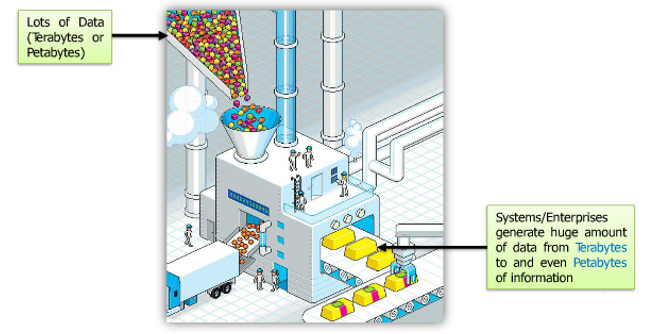 Lots of Data
(Terabytes or
Petabytes)
Systems/Enterprises
generate huge amount
of data from Terabytes
to and even Petabytes
of information